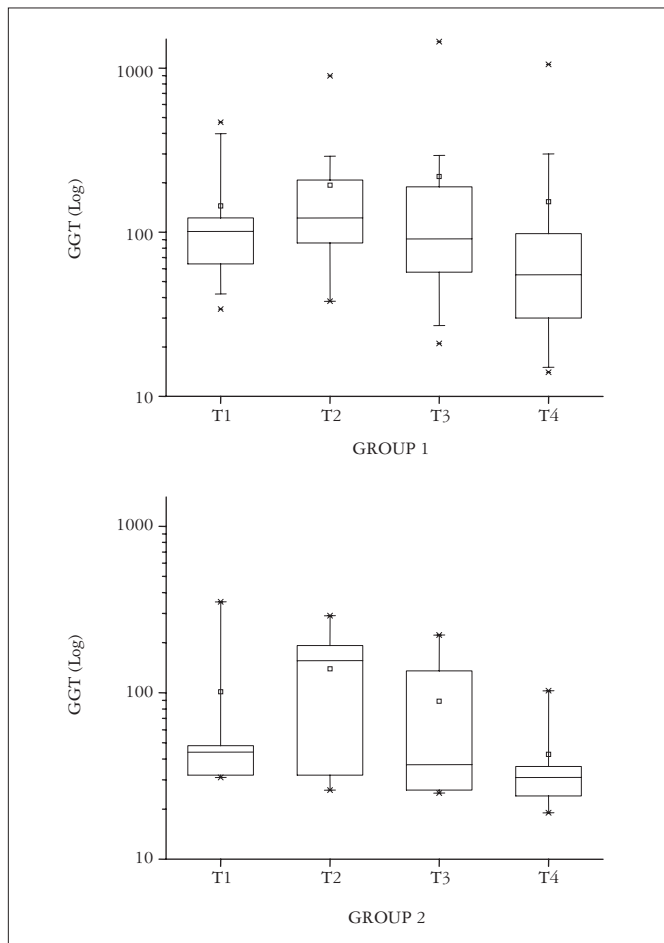 1000
100
10
GGT (Log)
T1 T2 T3 T4
GROUP 1
1000
100
10
GGT (Log)
T1 T2 T3 T4
GROUP 2